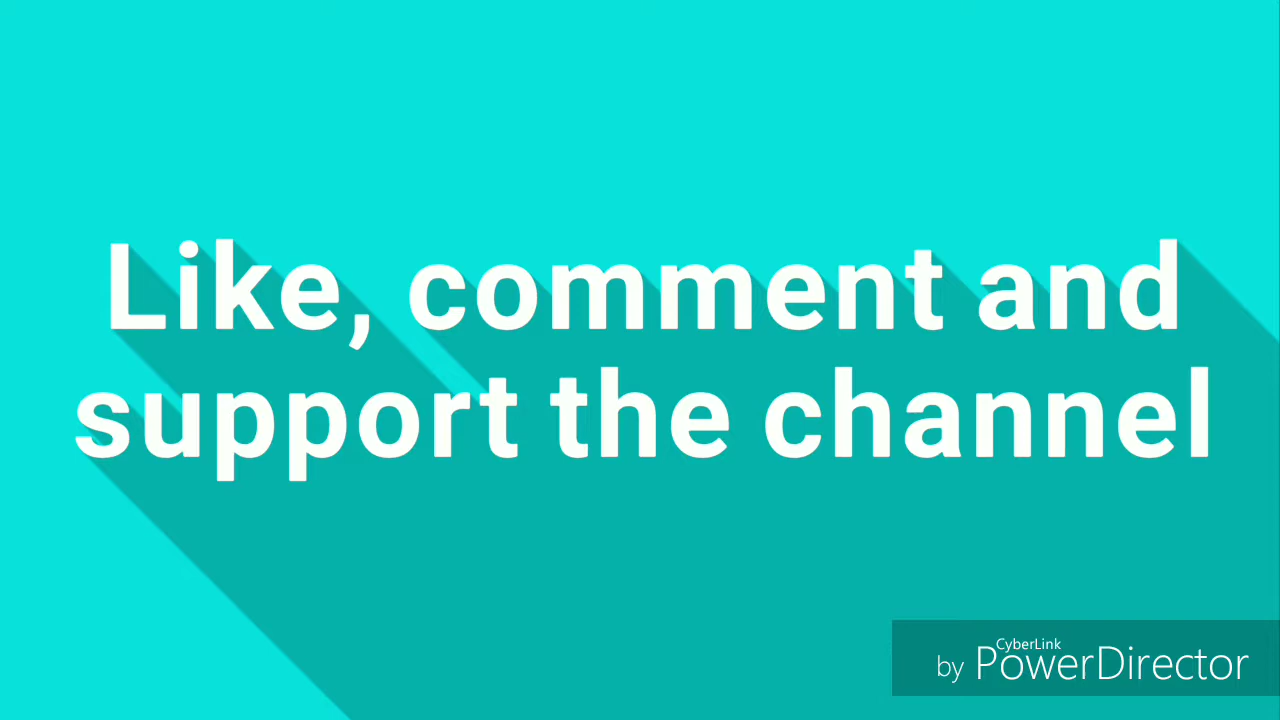 Like, comment and
support the channel
by CyberLink PowerDirector